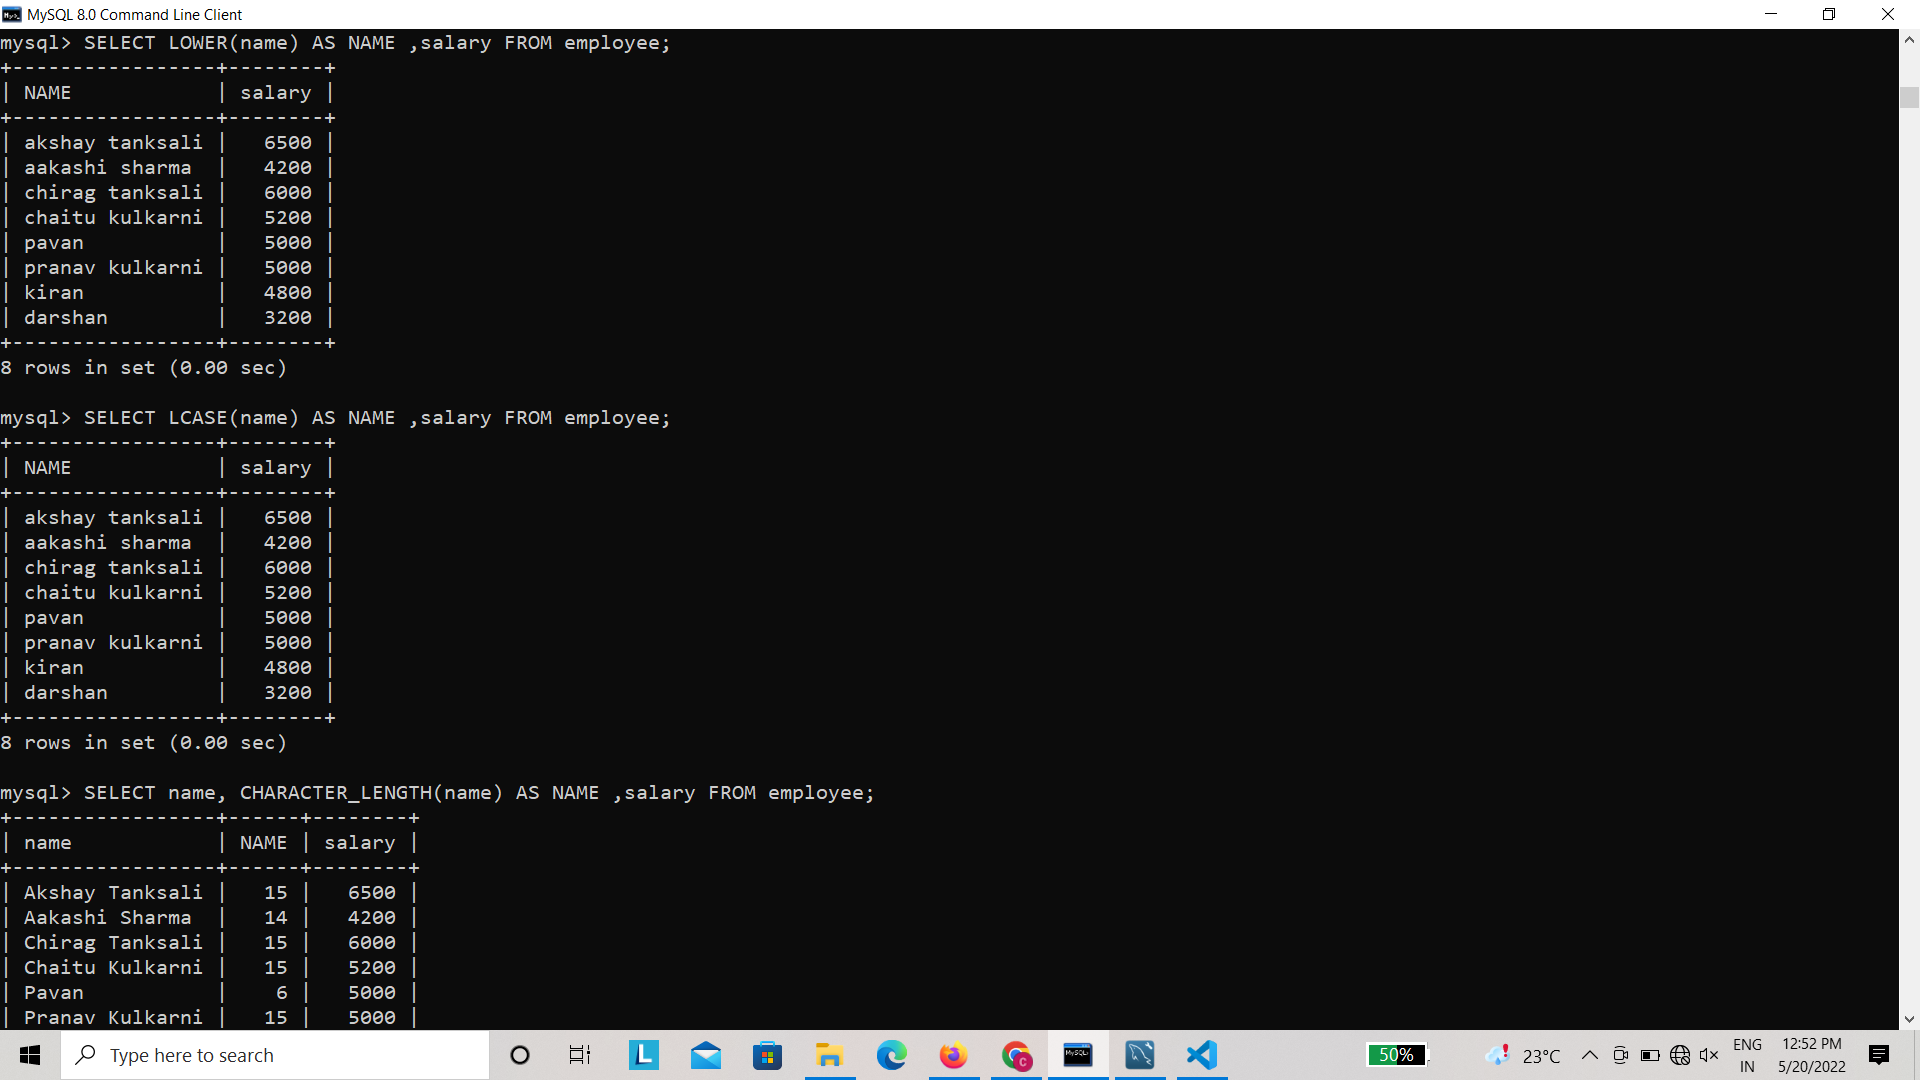 MySQL 8.0 Command Line Client
mysql> SELECT LOWER(name) AS NAME ,salary FROM employee;
+-----------------+--------+
| NAME            | salary |
+-----------------+--------+
| akshay tanksali |   6500 |
| aakashi sharma  |   4200 |
| chirag tanksali |   6000 |
| chaitu kulkarni |   5200 |
| pavan           |   5000 |
| pranav kulkarni |   5000 |
| kiran           |   4800 |
| darshan         |   3200 |
+-----------------+--------+
8 rows in set (0.00 sec)
mysql> SELECT LCASE(name) AS NAME ,salary FROM employee;
+-----------------+--------+
| NAME            | salary |
+-----------------+--------+
| akshay tanksali |   6500 |
| aakashi sharma  |   4200 |
| chirag tanksali |   6000 |
| chaitu kulkarni |   5200 |
| pavan           |   5000 |
| pranav kulkarni |   5000 |
| kiran           |   4800 |
| darshan         |   3200 |
+-----------------+--------+
8 rows in set (0.00 sec)
mysql> SELECT name, CHARACTER_LENGTH(name) AS NAME ,salary FROM employee;
+-----------------+------+--------+
| name            | NAME | salary |
+-----------------+------+--------+
| Akshay Tanksali |   15 |   6500 |
| Aakashi Sharma  |   14 |   4200 |
| Chirag Tanksali |   15 |   6000 |
| Chaitu Kulkarni |   15 |   5200 |
| Pavan           |    6 |   5000 |
| Pranav Kulkarni |   15 |   5000 |
Type here to search
L
C
MySQL
50%
23°C
ENG
IN
12:52 PM
5/20/2022